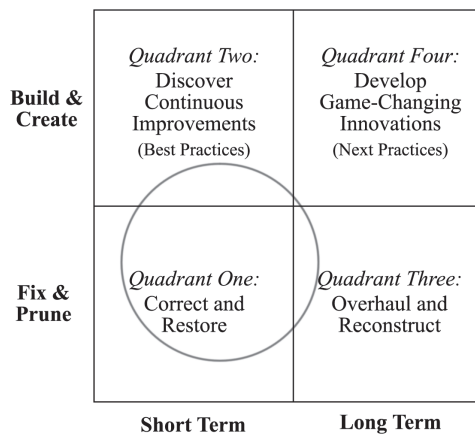 Build &
Create
Quadrant Two:
Discover
Continuous
Improvements
(Best Practices)
Quadrant Four:
Develop
Game-Changing
Innovations
(Next Practices)
Fix &
Prune
Quadrant One:
Correct and
Restore
Quadrant Three:
Overhaul and
Reconstruct
Short Term
Long Term